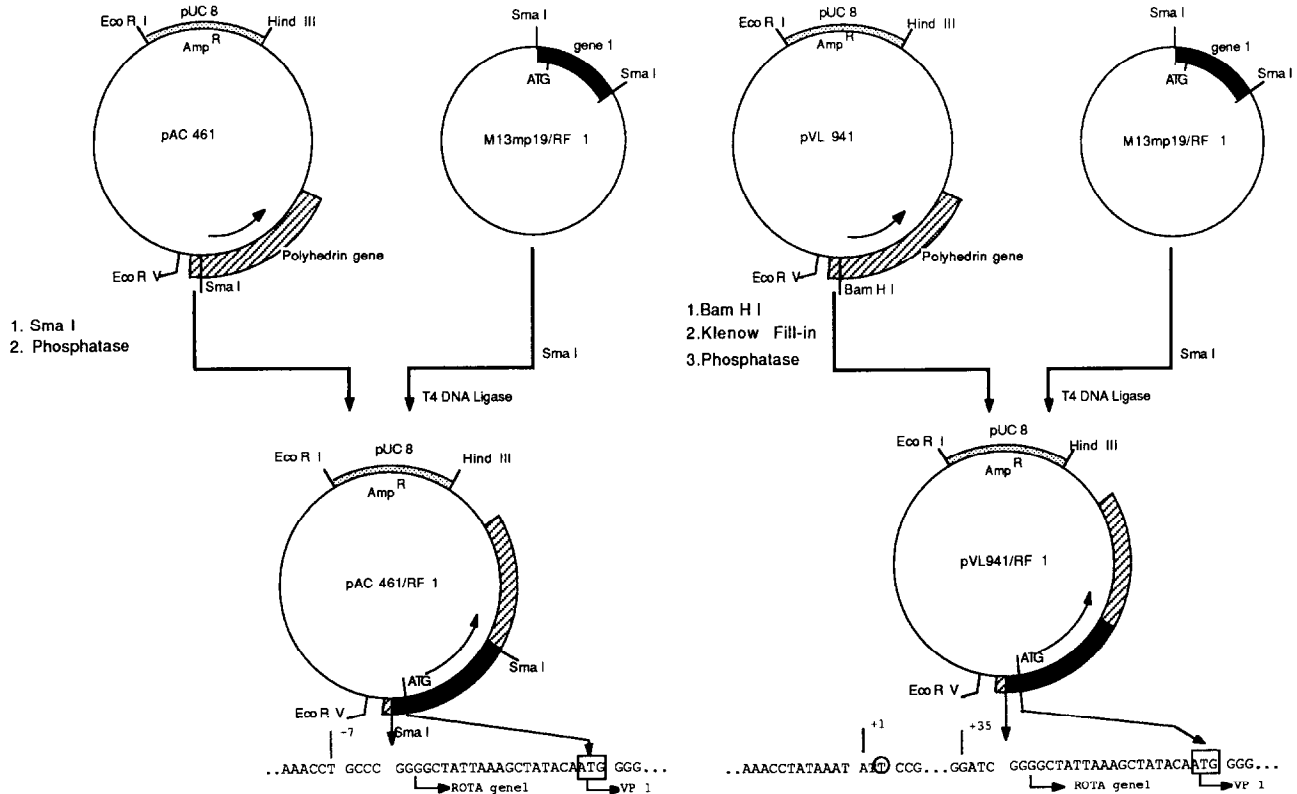 pUC 8
Eco R I
Hind III
Amp R
pAC 461
Polyhedrin gene
Eco R V
Sma I
1. Sma I
2. Phosphatase
Sma I
gene 1
ATG
Sma I
M13mp19/RF 1
Sma I
T4 DNA Ligase
pUC 8
Eco R I
Hind III
Amp R
pAC 461/RF 1
Sma I
ATG
Eco R V
Sma I
-7
..AAACCT GCCC GGGGCTATTAAAGCTATACAATG GGG...
ROTA gene1
VP 1
pUC 8
Eco R I
Hind III
Amp R
pVL 941
Polyhedrin gene
Eco R V
Bam H I
1.Bam H I
2.Klenow Fill-in
3.Phosphatase
Sma I
gene 1
ATG
Sma I
M13mp19/RF 1
Sma I
T4 DNA Ligase
pUC 8
Eco R I
Hind III
Amp R
pVL941/RF 1
ATG
Eco R V
+1
+35
..AAACCTATAAAT ATT CCG...GGATC GGGGCTATTAAAGCTATACAATG GGG...
ROTA gene1
VP 1